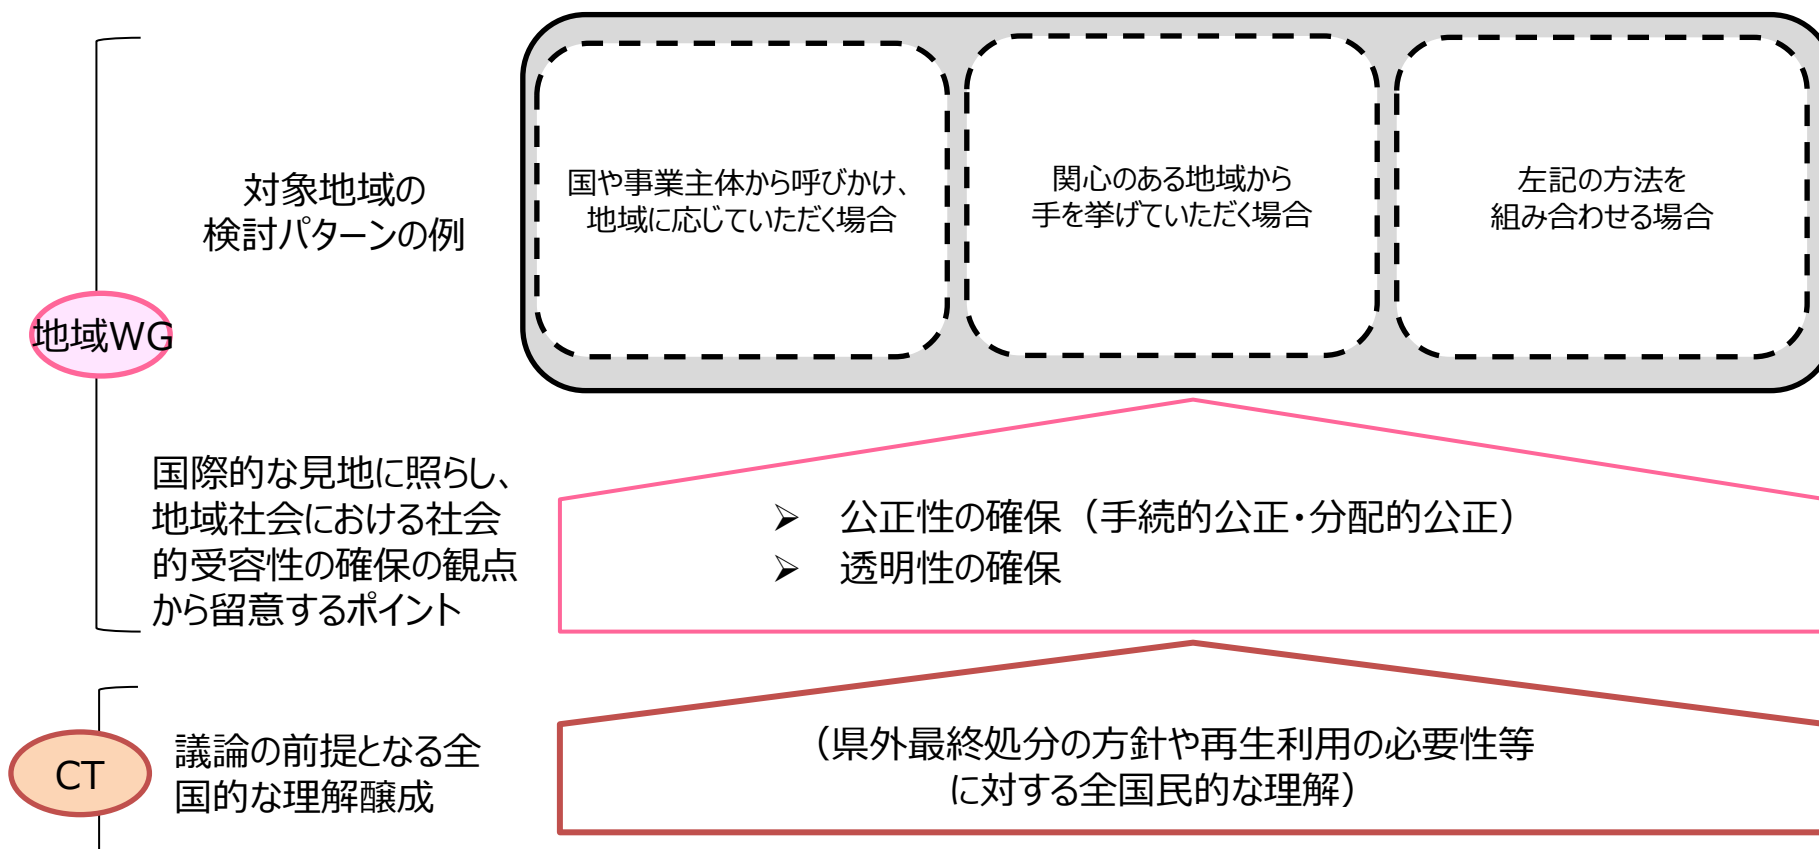 対象地域の
検討パターンの例
国や事業主体から呼びかけ、
地域に応じていただく場合
関心のある地域から
手を挙げていただく場合
左記の方法を
組み合わせる場合
地域WG
国際的な見地に照らし、
地域社会における社会
的受容性の確保の観点
から留意するポイント
➢ 公正性の確保（手続的公正・分配的公正）
➢ 透明性の確保
CT
議論の前提となる全
国的な理解醸成
（県外最終処分の方針や再生利用の必要性等
に対する全国民的な理解）